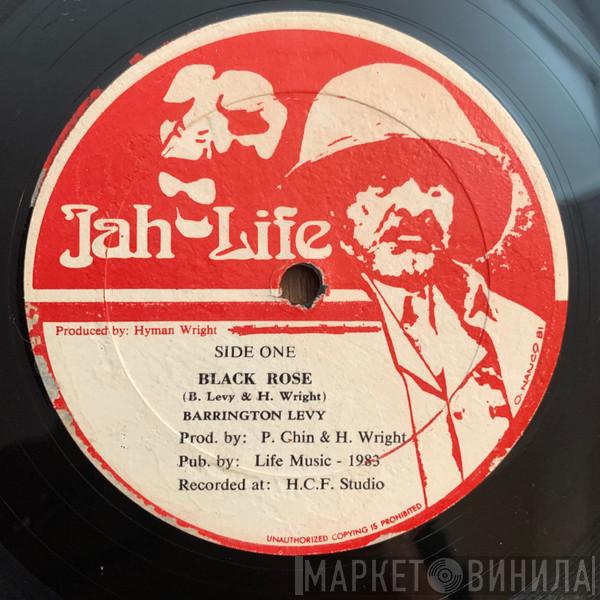 Jah Life
Produced by: Hyman Wright
SIDE ONE
BLACK ROSE
(B. Levy & H. Wright)
BARRINGTON LEVY
Prod. by: P. Chin & H. Wright
Pub. by: Life Music - 1983
Recorded at: H.C.F. Studio
O. NANCO 81
UNAUTHORIZED COPYING IS PROHIBITED
МАРКЕТ ВИНИЛА